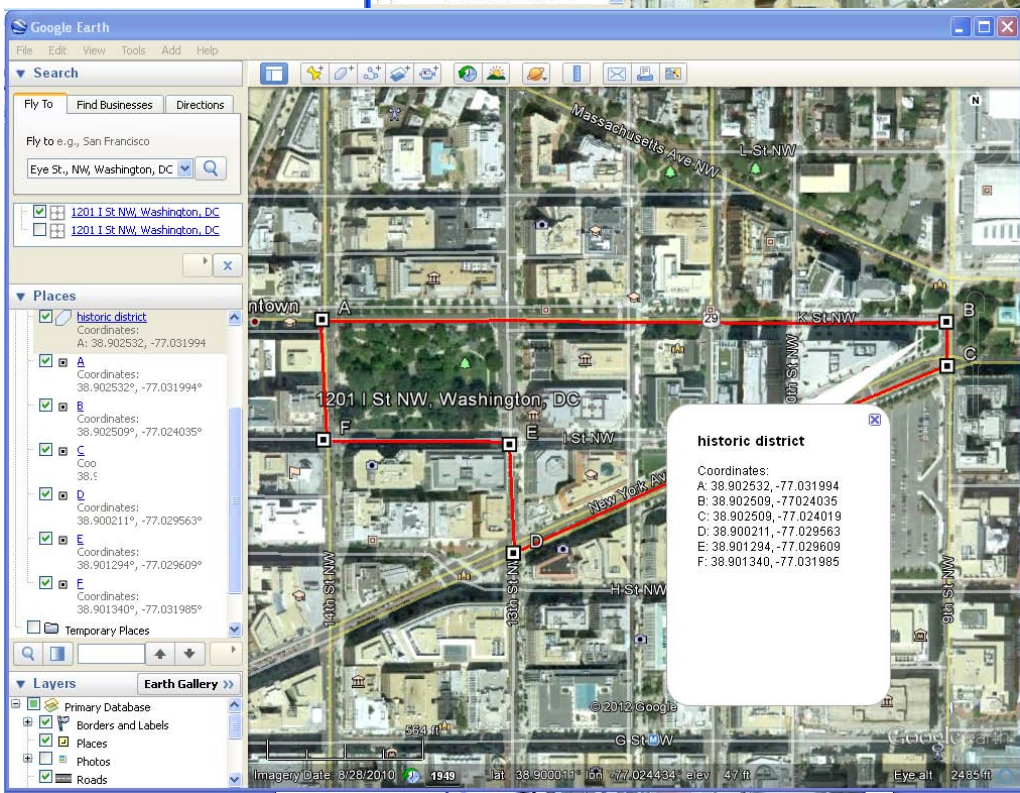 Google Earth
File Edit View Tools Add Help
Search
Fly To Find Businesses Directions
Fly to e.g., San Francisco
Eye St., NW, Washington, DC
1201 I St NW, Washington, DC
1201 I St NW, Washington, DC
Places
historic district
Coordinates:
A: 38.902532, -77.031994
A
Coordinates:
38.902532°, -77.031994°
B
Coordinates:
38.902509°, -77.024035°
C
Coo
38.9
D
Coordinates:
38.900211°, -77.029563°
E
Coordinates:
38.901294°, -77.029609°
F
Coordinates:
38.901340°, -77.031985°
Temporary Places
Layers Earth Gallery >>
Primary Database
Borders and Labels
Places
Photos
Roads
N
Massachusetts Ave NW
L St NW
ntown
A
B
29
K St NW
C
0th St NW
1201 I St NW, Washington, DC
F
E
I St NW
New York Av
D
14th St NW
13th St N
H St NW
9th St NW
historic district
Coordinates:
A: 38.902532, -77.031994
B: 38.902509, -77024035
C: 38.902509, -77.024019
D: 38.900211, -77.029563
E: 38.901294, -77.029609
F: 38.901340, -77.031985
© 2012 Google
564 ft
G St NW
Google earth
Imagery Date: 8/28/2010 1949 lat 38.900011° lon -77.024434° elev 47 ft Eye alt 2485 ft